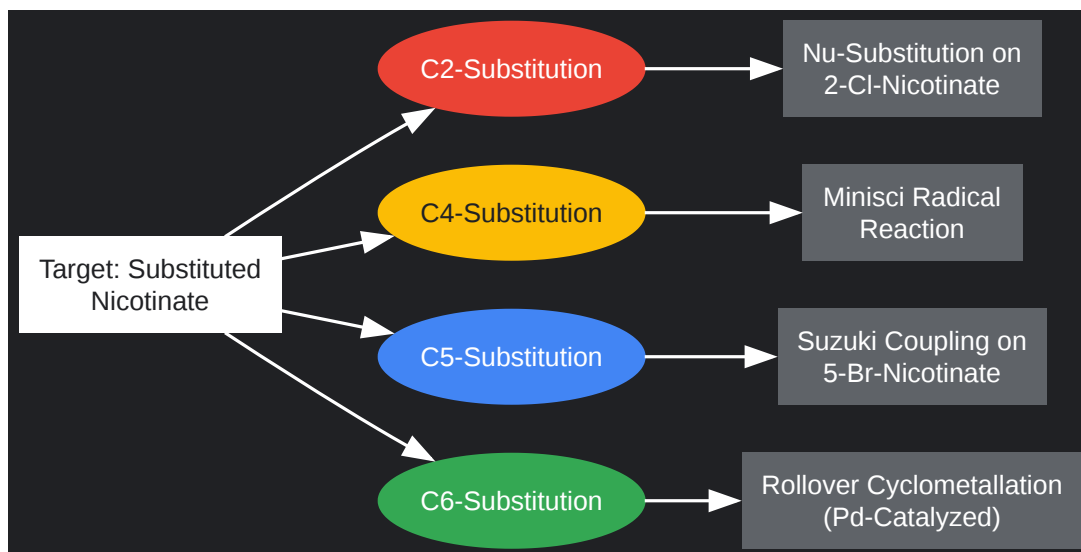 C2-Substitution
Nu-Substitution on
2-Cl-Nicotinate
C4-Substitution
Minisci Radical
Reaction
Target: Substituted
Nicotinate
C5-Substitution
Suzuki Coupling on
5-Br-Nicotinate
C6-Substitution
Rollover Cyclometallation
(Pd-Catalyzed)